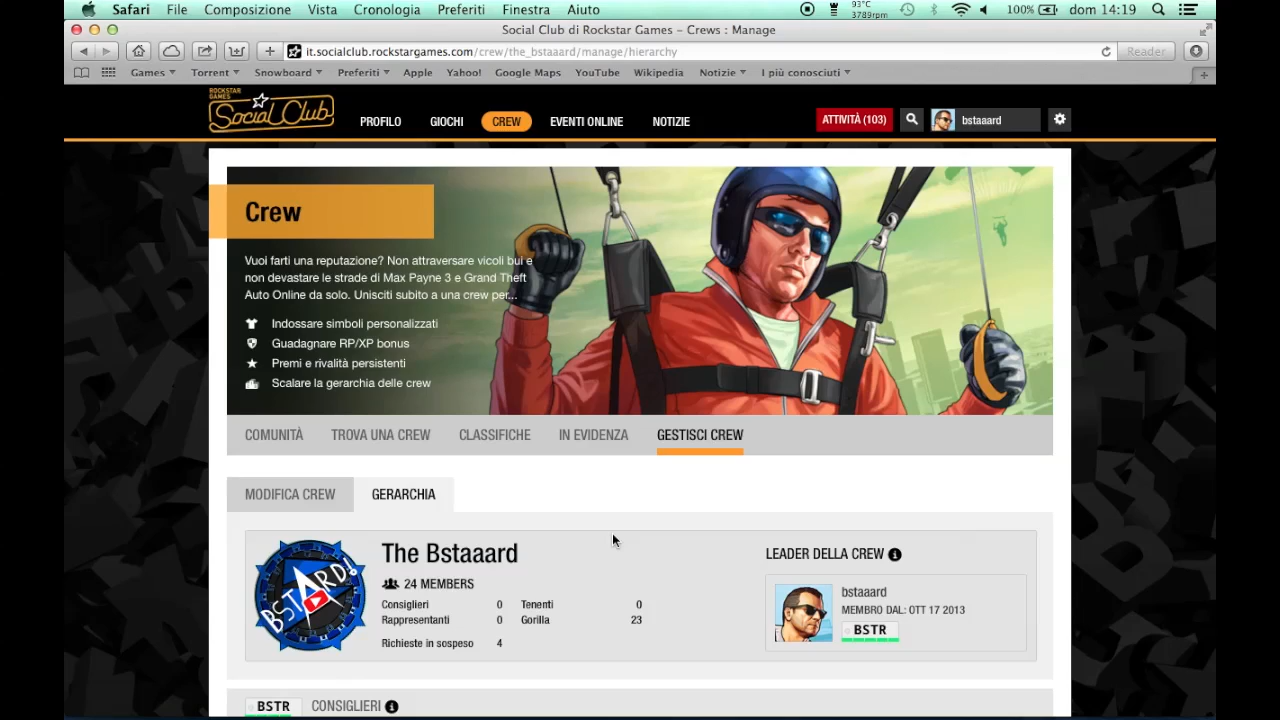 Safari File Composizione Vista Cronologia Preferiti Finestra Aiuto 93°C 3789rpm 100% dom 14:19
Social Club di Rockstar Games – Crews : Manage
it.socialclub.rockstargames.com/crew/the_bstaaard/manage/hierarchy Reader
Games Torrent Snowboard Preferiti Apple Yahoo! Google Maps YouTube Wikipedia Notizie I più conosciuti
ROCKSTAR GAMES Social Club
PROFILO GIOCHI CREW EVENTI ONLINE NOTIZIE ATTIVITÀ (103) bstaaard
Crew
Vuoi farti una reputazione? Non attraversare vicoli bui e
non devastare le strade di Max Payne 3 e Grand Theft
Auto Online da solo. Unisciti subito a una crew per...
Indossare simboli personalizzati
Guadagnare RP/XP bonus
Premi e rivalità persistenti
Scalare la gerarchia delle crew
COMUNITÀ TROVA UNA CREW CLASSIFICHE IN EVIDENZA GESTISCI CREW
MODIFICA CREW GERARCHIA
BSTARD!
The Bstaaard
24 MEMBERS
Consiglieri 0 Tenenti 0
Rappresentanti 0 Gorilla 23
Richieste in sospeso 4
LEADER DELLA CREW
bstaaard
MEMBRO DAL: OTT 17 2013
BSTR
BSTR CONSIGLIERI